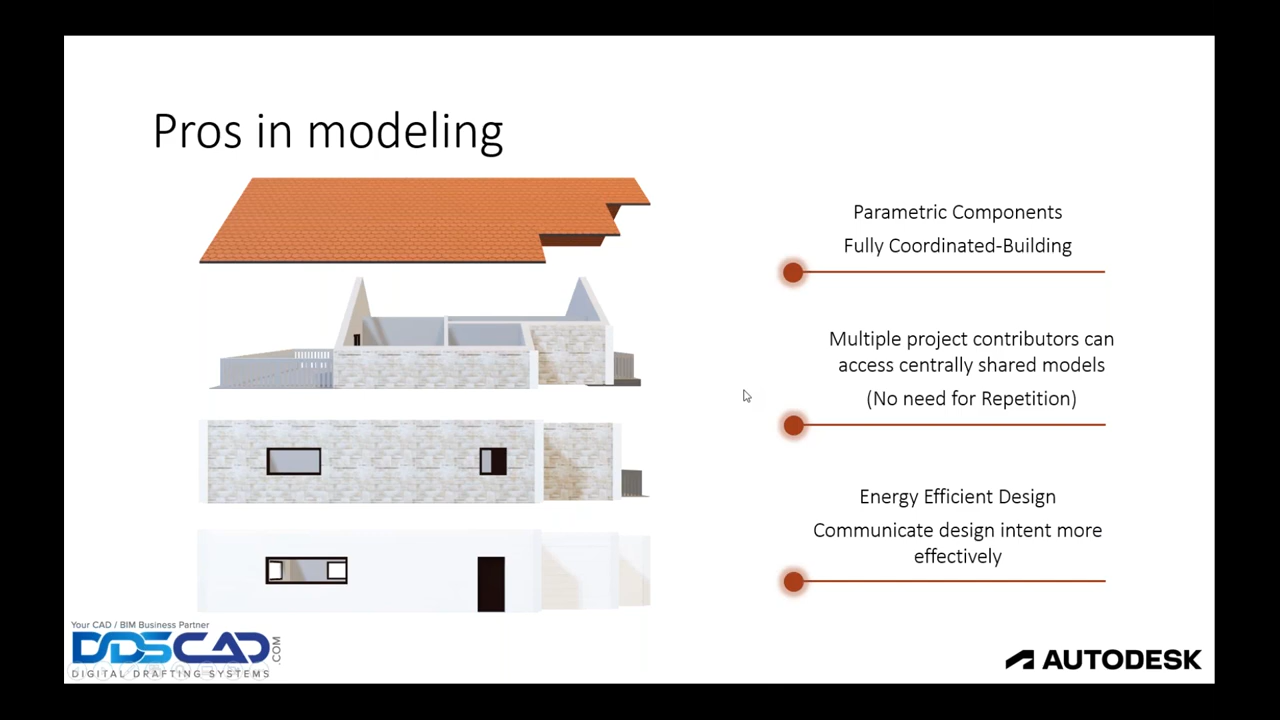 Pros in modeling
Parametric Components
Fully Coordinated-Building
Multiple project contributors can
access centrally shared models
(No need for Repetition)
Energy Efficient Design
Communicate design intent more
effectively
Your CAD / BIM Business Partner
DDSCAD.COM
DIGITAL DRAFTING SYSTEMS
AUTODESK